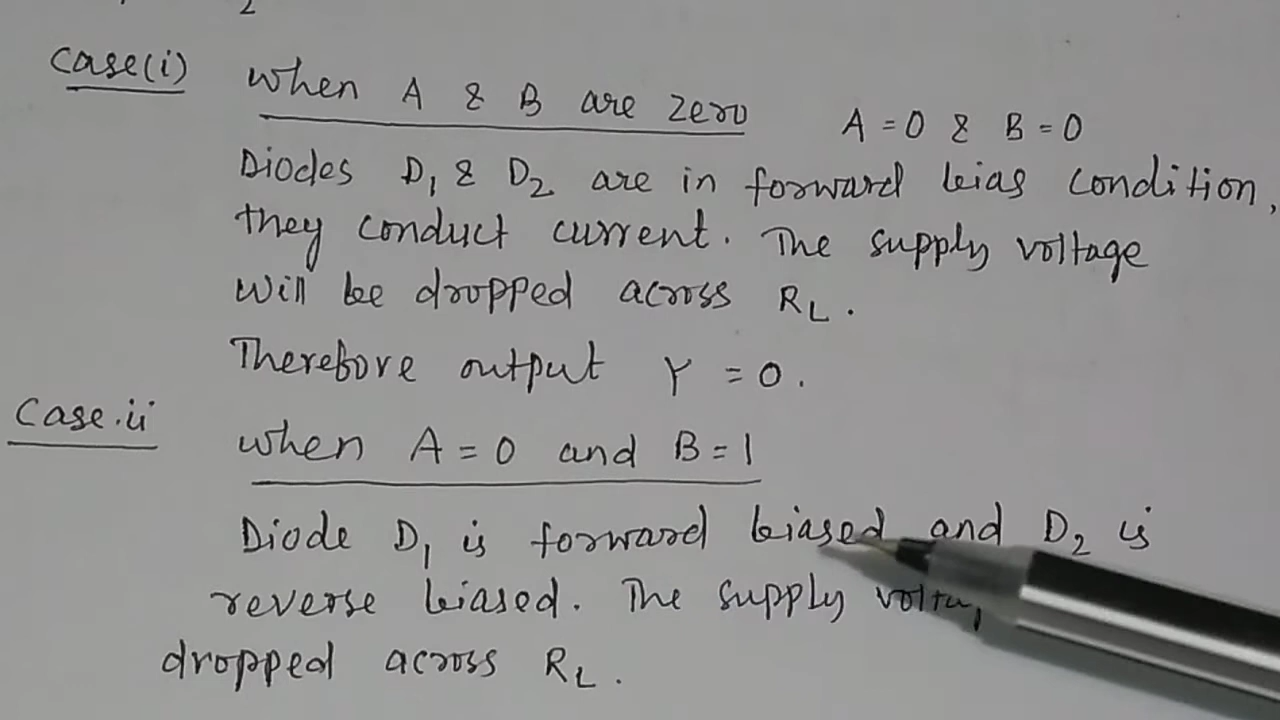 2
Case(i) When A & B are zero A = 0 & B = 0
Diodes D1 & D2 are in forward bias condition,
they conduct current. The supply voltage
will be dropped across RL.
Therefore output Y = 0.
Case.ii
when A = 0 and B = 1
Diode D1 is forward biased and D2 is
reverse biased. The supply
dropped across RL.